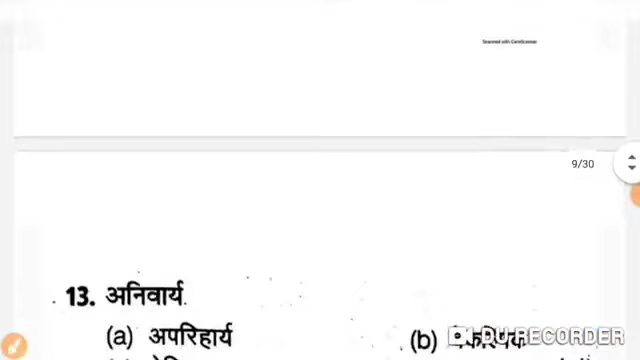 Scanned with CamScanner
9/30
13. अनिवार्य
(a) अपरिहार्य
(b)
DU RECORDER